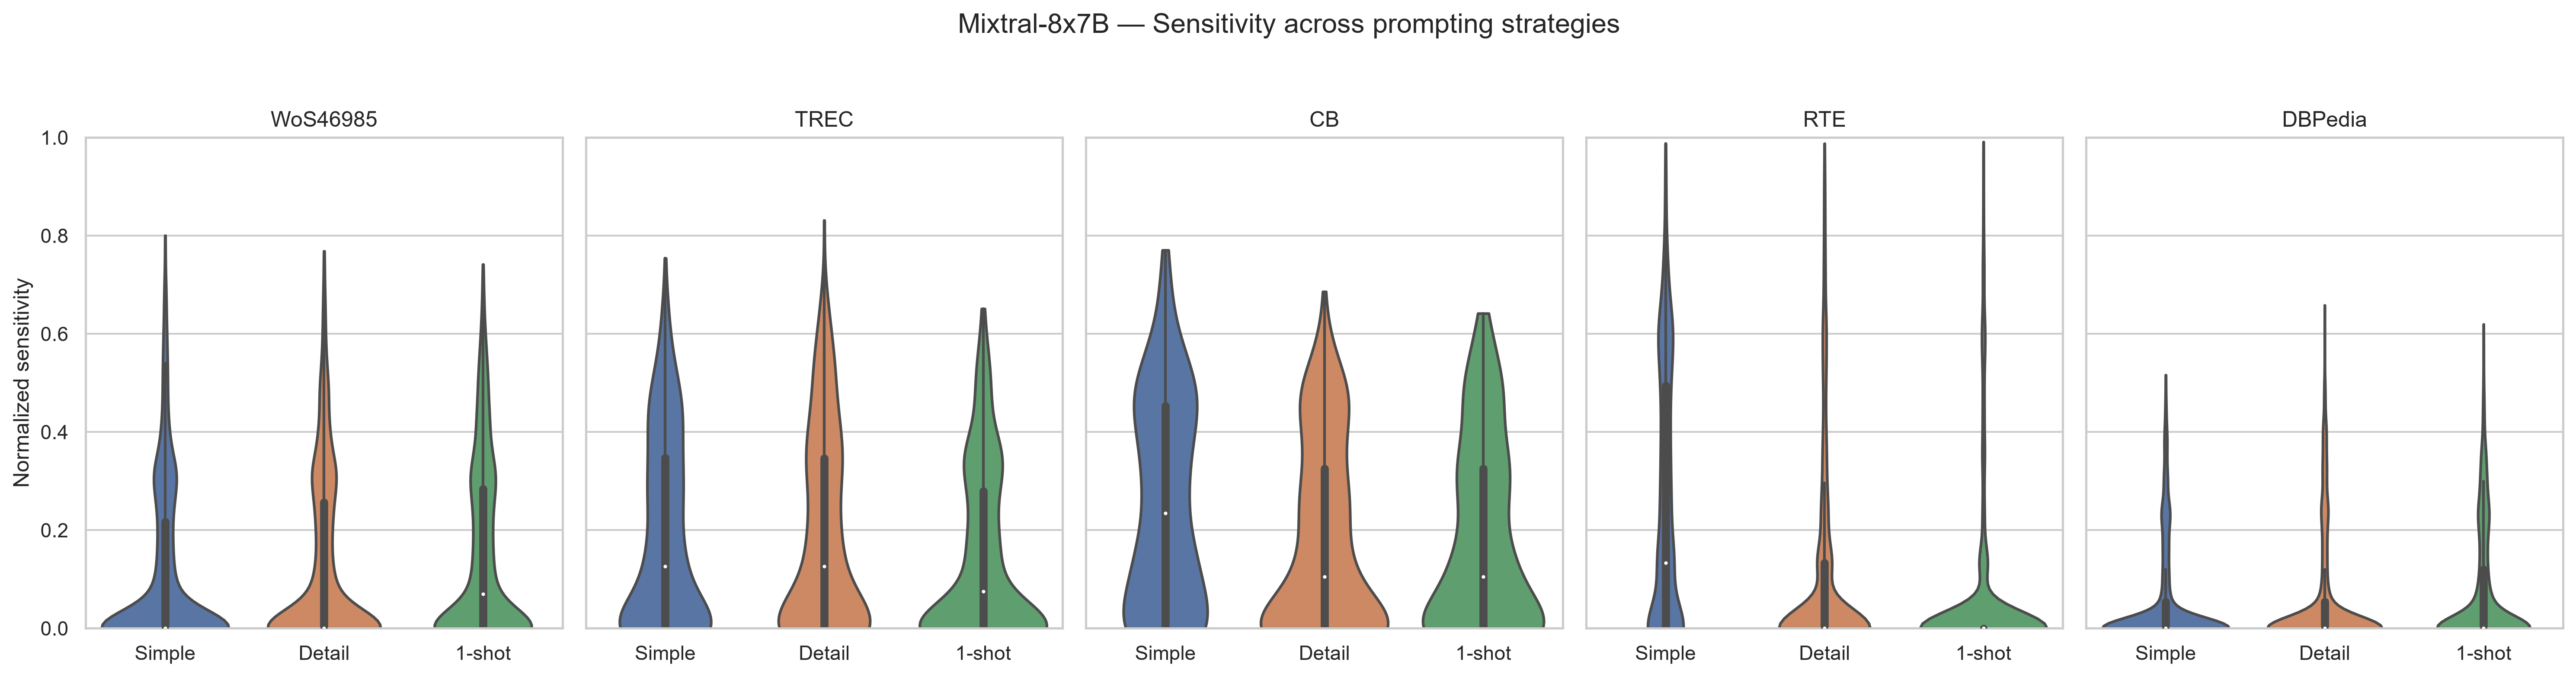 Mixtral-8x7B — Sensitivity across prompting strategies
WoS46985
TREC
CB
RTE
DBPedia
Normalized sensitivity
1.0
0.8
0.6
0.4
0.2
0.0
Simple Detail 1-shot Simple Detail 1-shot Simple Detail 1-shot Simple Detail 1-shot Simple Detail 1-shot